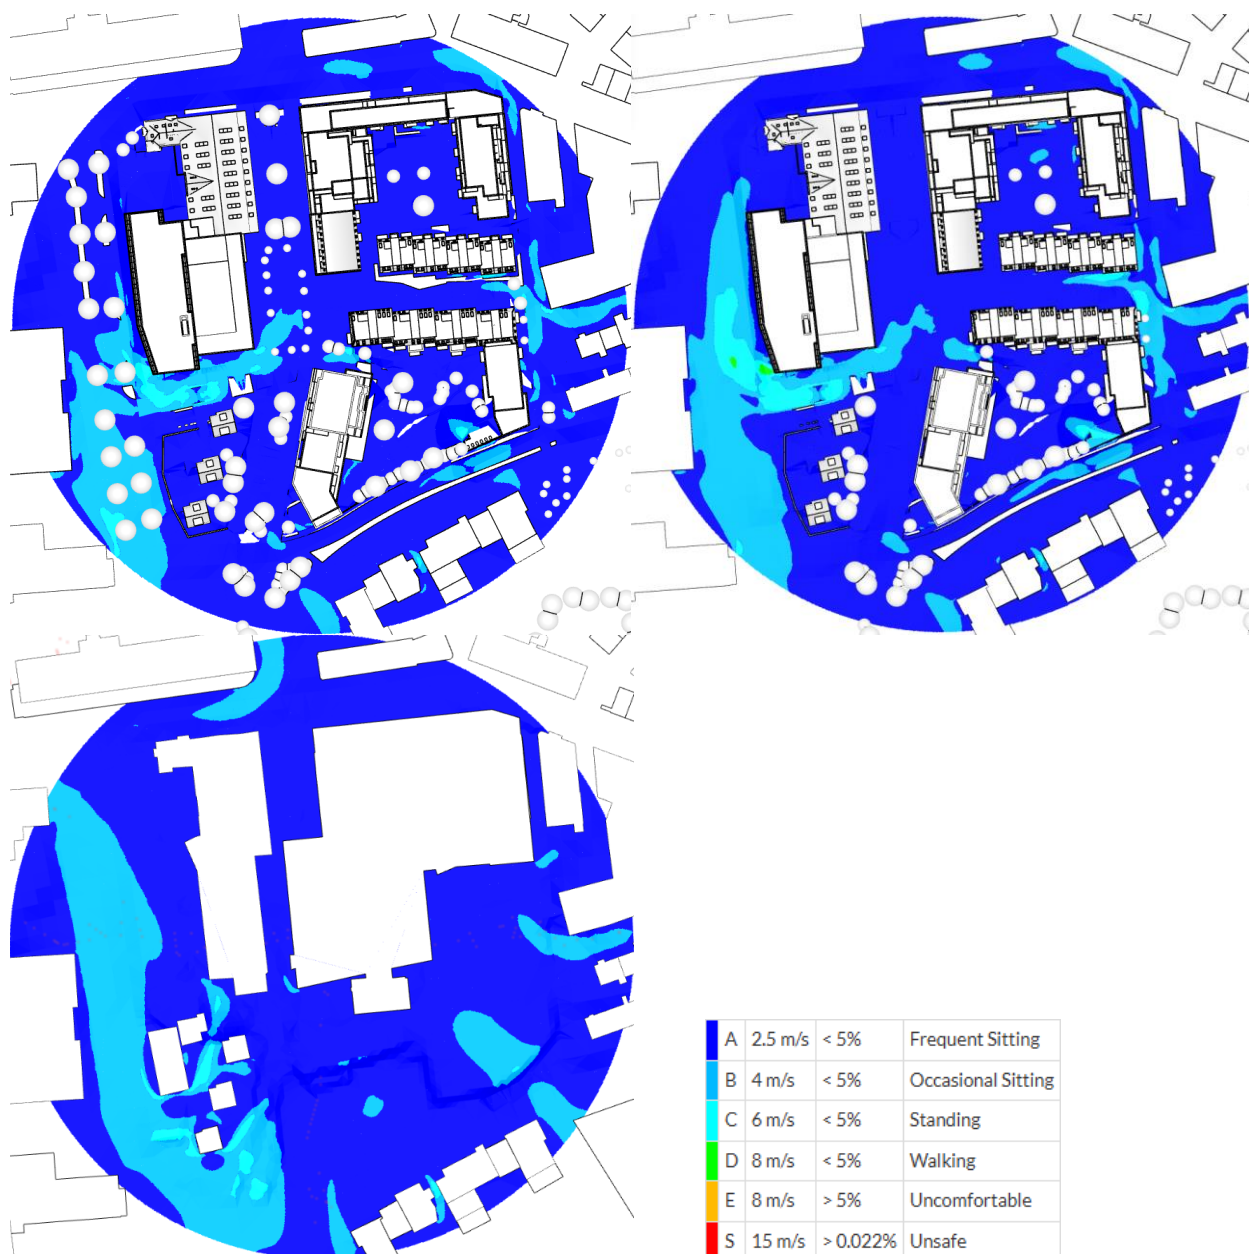 A 2.5 m/s < 5% Frequent Sitting
B 4 m/s < 5% Occasional Sitting
C 6 m/s < 5% Standing
D 8 m/s < 5% Walking
E 8 m/s > 5% Uncomfortable
S 15 m/s > 0.022% Unsafe